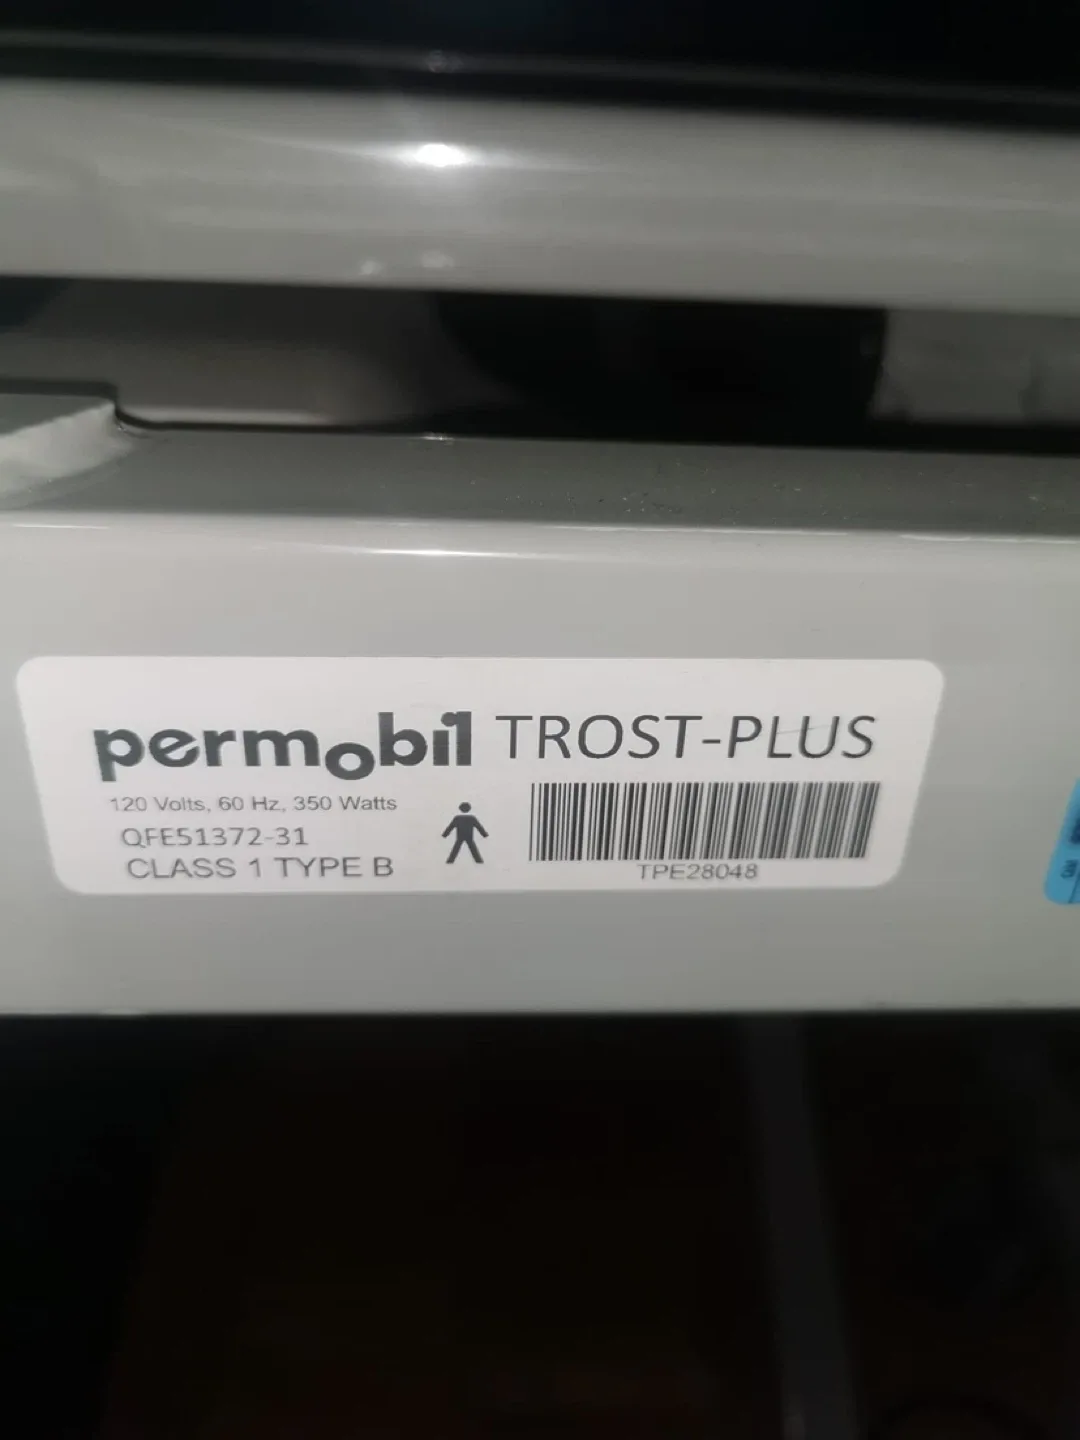 permobil TROST-PLUS
120 Volts, 60 Hz, 350 Watts
QFE51372-31
CLASS 1 TYPE B
TPE28048